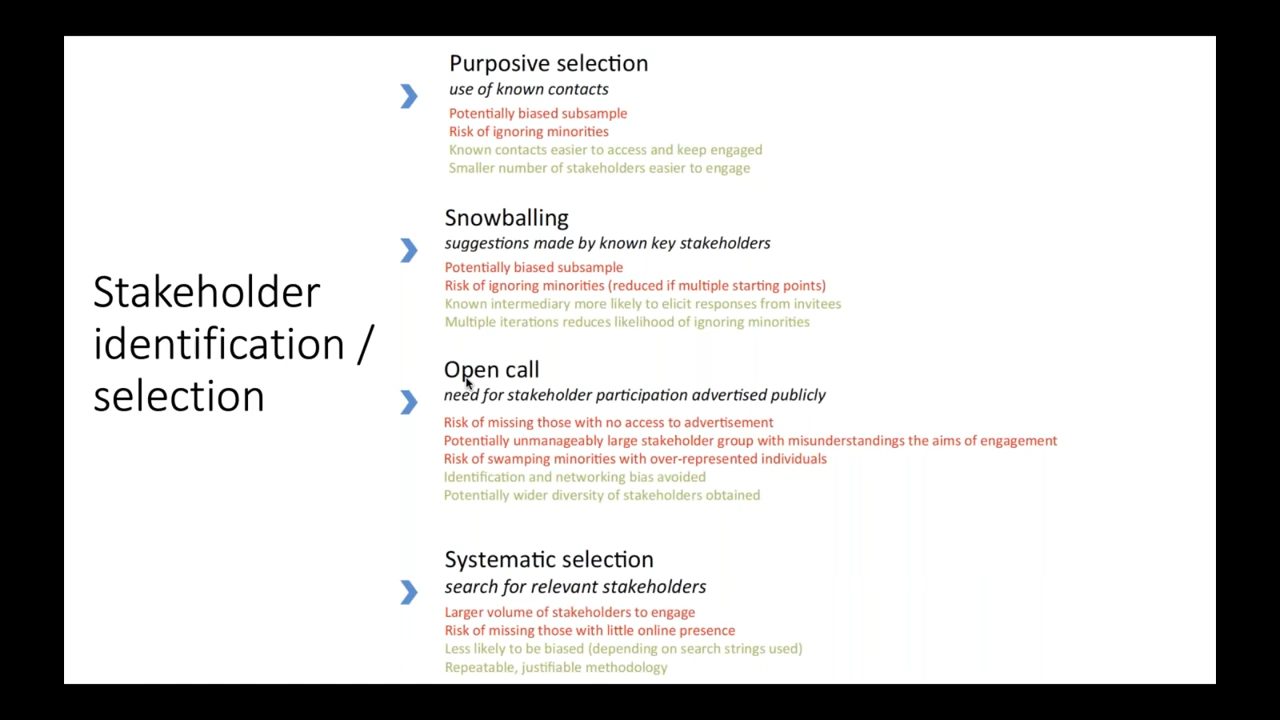 Stakeholder
identification /
selection
Purposive selection
use of known contacts
Potentially biased subsample
Risk of ignoring minorities
Known contacts easier to access and keep engaged
Smaller number of stakeholders easier to engage
Snowballing
suggestions made by known key stakeholders
Potentially biased subsample
Risk of ignoring minorities (reduced if multiple starting points)
Known intermediary more likely to elicit responses from invitees
Multiple iterations reduces likelihood of ignoring minorities
Open call
need for stakeholder participation advertised publicly
Risk of missing those with no access to advertisement
Potentially unmanageably large stakeholder group with misunderstandings the aims of engagement
Risk of swamping minorities with over-represented individuals
Identification and networking bias avoided
Potentially wider diversity of stakeholders obtained
Systematic selection
search for relevant stakeholders
Larger volume of stakeholders to engage
Risk of missing those with little online presence
Less likely to be biased (depending on search strings used)
Repeatable, justifiable methodology